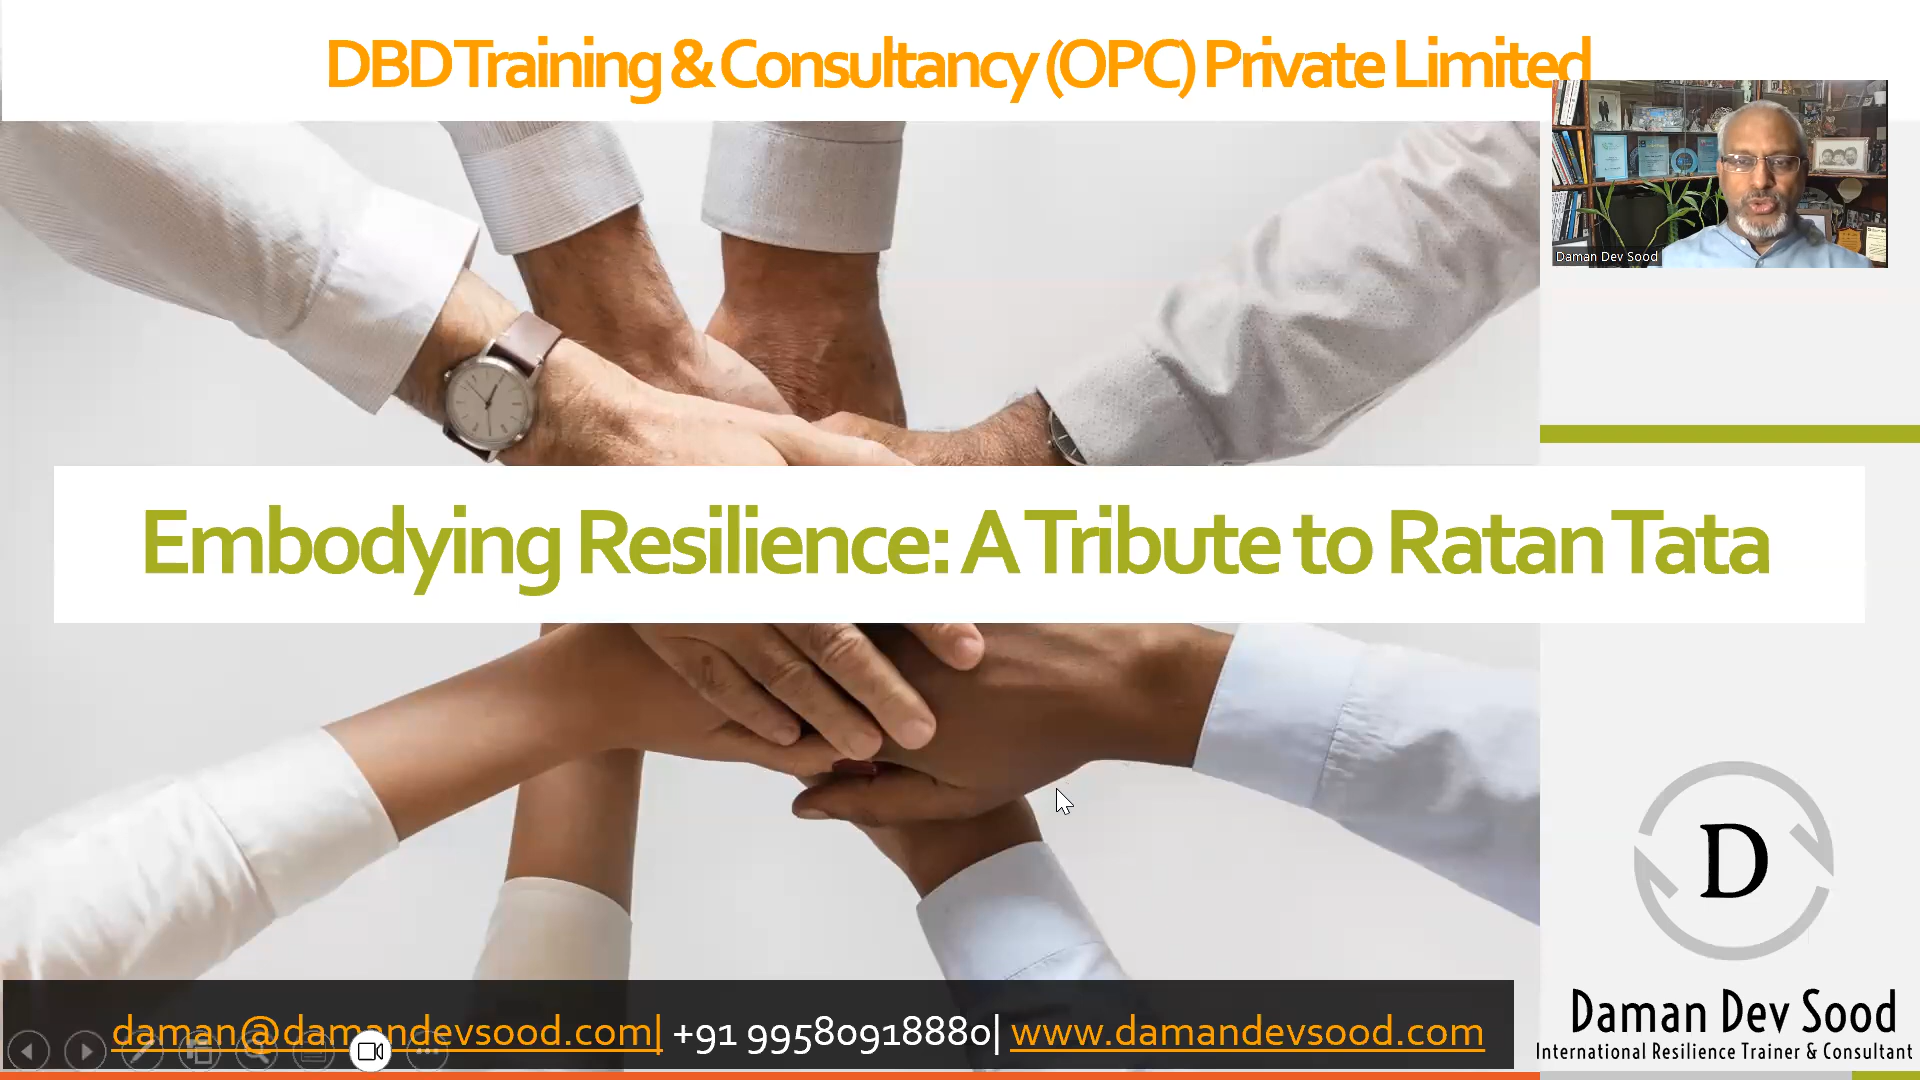 DBD Training & Consultancy (OPC) Private Limited
Daman Dev Sood
Embodying Resilience: A Tribute to Ratan Tata
D
daman@damandevsood.com| +91 9958091880| www.damandevsood.com
Daman Dev Sood
International Resilience Trainer & Consultant